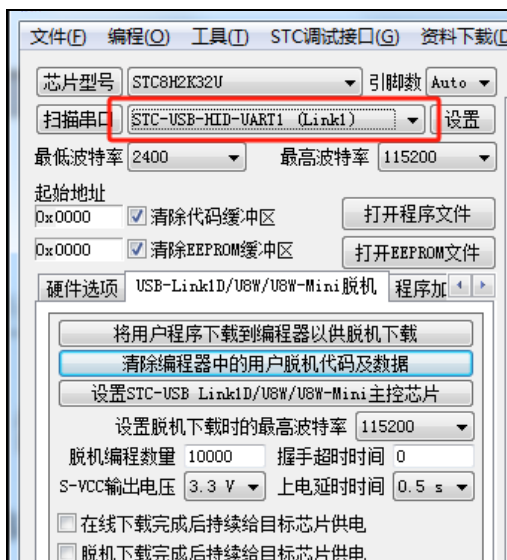 文件(F) 编程(O) 工具(T) STC调试接口(G) 资料下载(
芯片型号 STC8H2K32U 引脚数 Auto
扫描串口 STC-USB-HID-UART1 (Link1) 设置
最低波特率 2400 最高波特率 115200
起始地址
0x0000 清除代码缓冲区 打开程序文件
0x0000 清除EEPROM缓冲区 打开EEPROM文件
硬件选项 USB-Link1D/U8W/U8W-Mini脱机 程序加
将用户程序下载到编程器以供脱机下载
清除编程器中的用户脱机代码及数据
设置STC-USB Link1D/U8W/U8W-Mini主控芯片
设置脱机下载时的最高波特率 115200
脱机编程数量 10000 握手超时时间 0
S-VCC输出电压 3.3 V 上电延时时间 0.5 s
在线下载完成后持续给目标芯片供电
脱机下载完成后持续给目标芯片供电